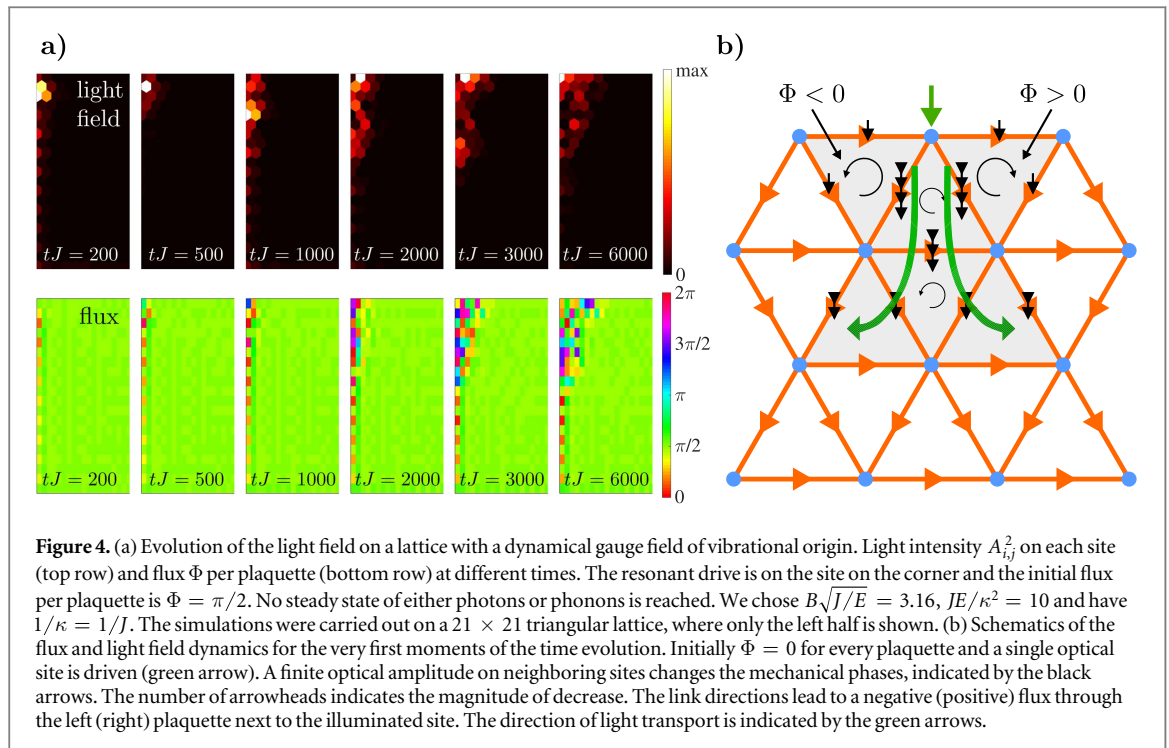 a)
b)
light
field
tJ = 200
tJ = 500
tJ = 1000
tJ = 2000
tJ = 3000
tJ = 6000
max
0
flux
tJ = 200
tJ = 500
tJ = 1000
tJ = 2000
tJ = 3000
tJ = 6000
2π
3π/2
π
π/2
0
Φ < 0
Φ > 0
Figure 4. (a) Evolution of the light field on a lattice with a dynamical gauge field of vibrational origin. Light intensity A²ᵢ,ⱼ on each site
(top row) and flux Φ per plaquette (bottom row) at different times. The resonant drive is on the site on the corner and the initial flux
per plaquette is Φ = π/2. No steady state of either photons or phonons is reached. We chose B√J/E = 3.16, JE/κ² = 10 and have
1/κ = 1/J. The simulations were carried out on a 21 × 21 triangular lattice, where only the left half is shown. (b) Schematics of the
flux and light field dynamics for the very first moments of the time evolution. Initially Φ = 0 for every plaquette and a single optical
site is driven (green arrow). A finite optical amplitude on neighboring sites changes the mechanical phases, indicated by the black
arrows. The number of arrowheads indicates the magnitude of decrease. The link directions lead to a negative (positive) flux through
the left (right) plaquette next to the illuminated site. The direction of light transport is indicated by the green arrows.